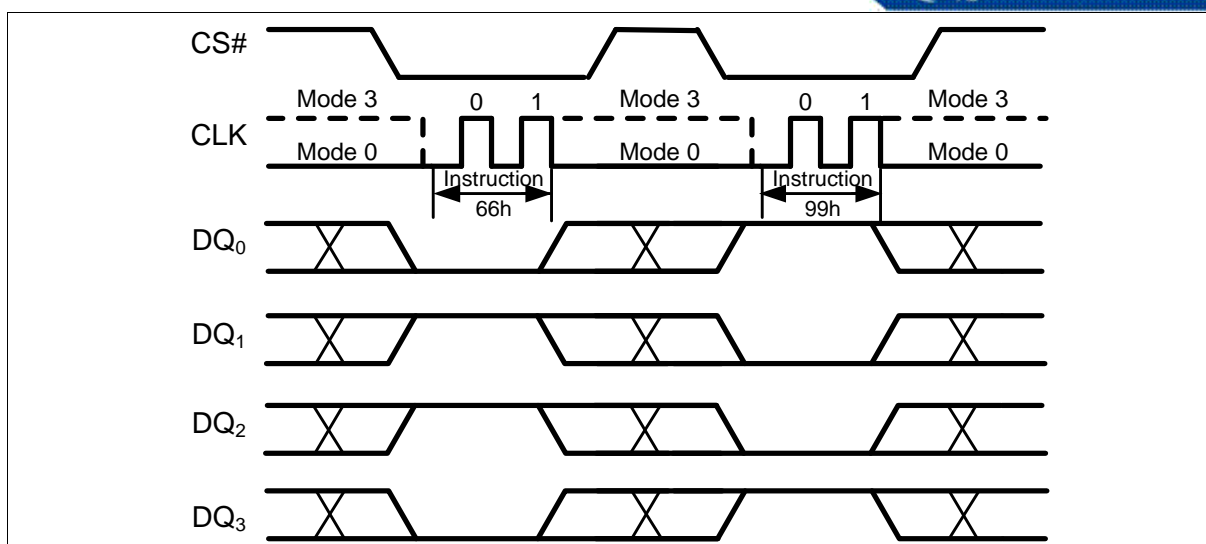 CS#
Mode 3 0 1 Mode 3 0 1 Mode 3
CLK
Mode 0 Mode 0 Mode 0
Instruction Instruction
66h 99h
DQ₀
DQ₁
DQ₂
DQ₃